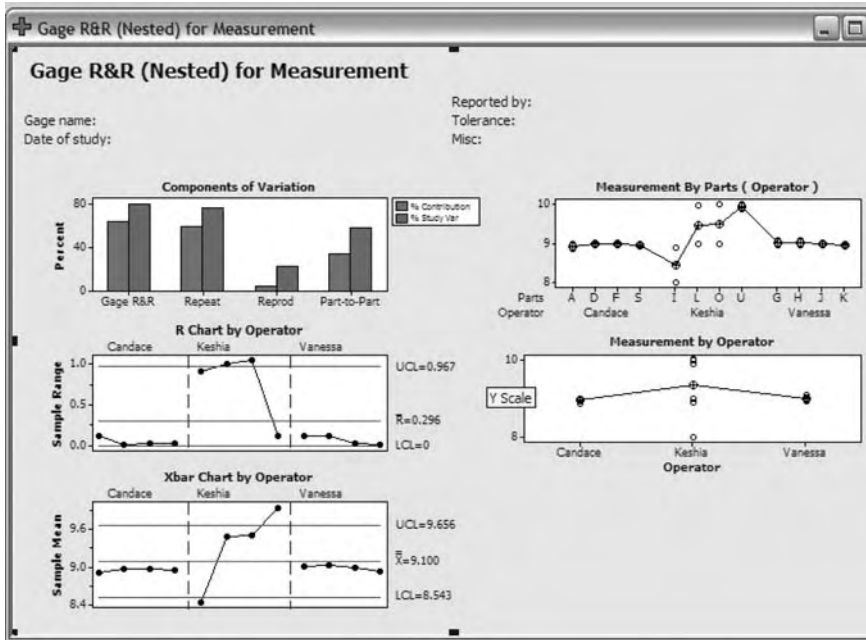 Gage R&R (Nested) for Measurement
Gage R&R (Nested) for Measurement
Gage name:
Date of study:
Reported by:
Tolerance:
Misc:
Components of Variation
80
40
0
Percent
Gage R&R Repeat Reprod Part-to-Part
% Contribution
% Study Var
R Chart by Operator
Candace Keshia Vanessa
1.0
0.5
0.0
Sample Range
UCL=0.967
R̅=0.296
LCL=0
Xbar Chart by Operator
Candace Keshia Vanessa
9.6
9.0
8.4
Sample Mean
UCL=9.656
X̿=9.100
LCL=8.543
Measurement By Parts ( Operator )
10
9
8
Parts A D F S I L O U G H J K
Operator Candace Keshia Vanessa
Measurement by Operator
10
Y Scale
8
Candace Keshia Vanessa
Operator